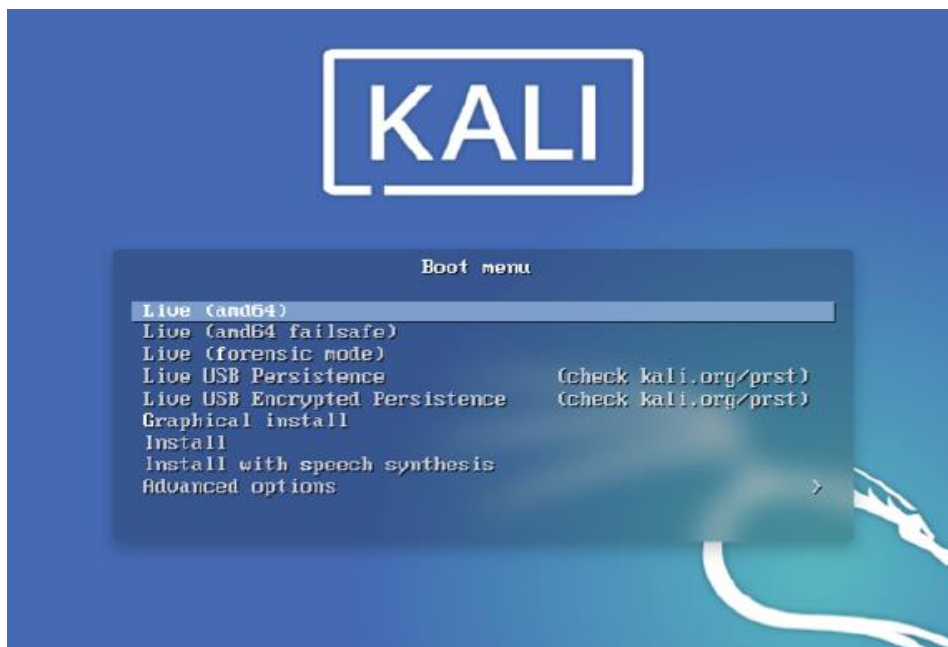 KALI
Boot menu
Live (amd64)
Live (amd64 failsafe)
Live (forensic mode)
Live USB Persistence (check kali.org/prst)
Live USB Encrypted Persistence (check kali.org/prst)
Graphical install
Install
Install with speech synthesis
Advanced options >